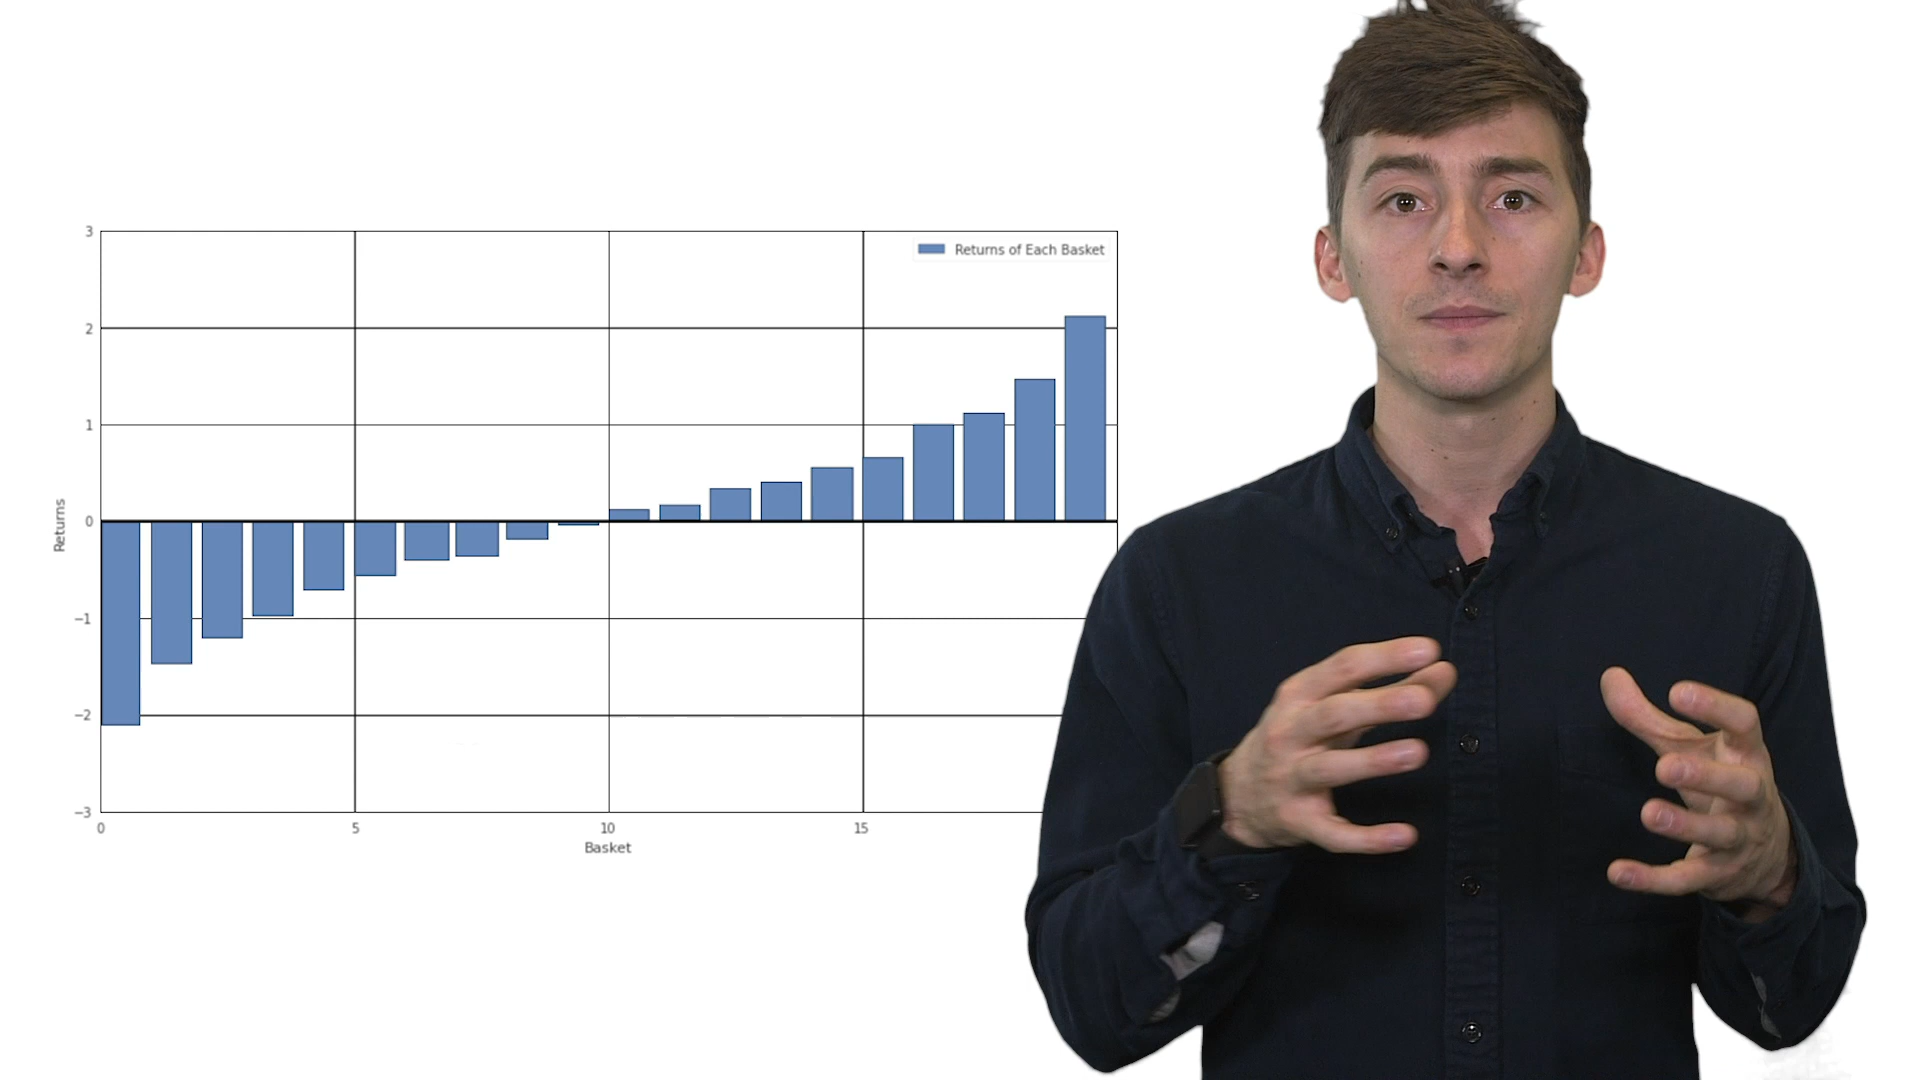 3
Returns of Each Basket
2
1
0
−1
−2
−3
Returns
0 5 10 15
Basket